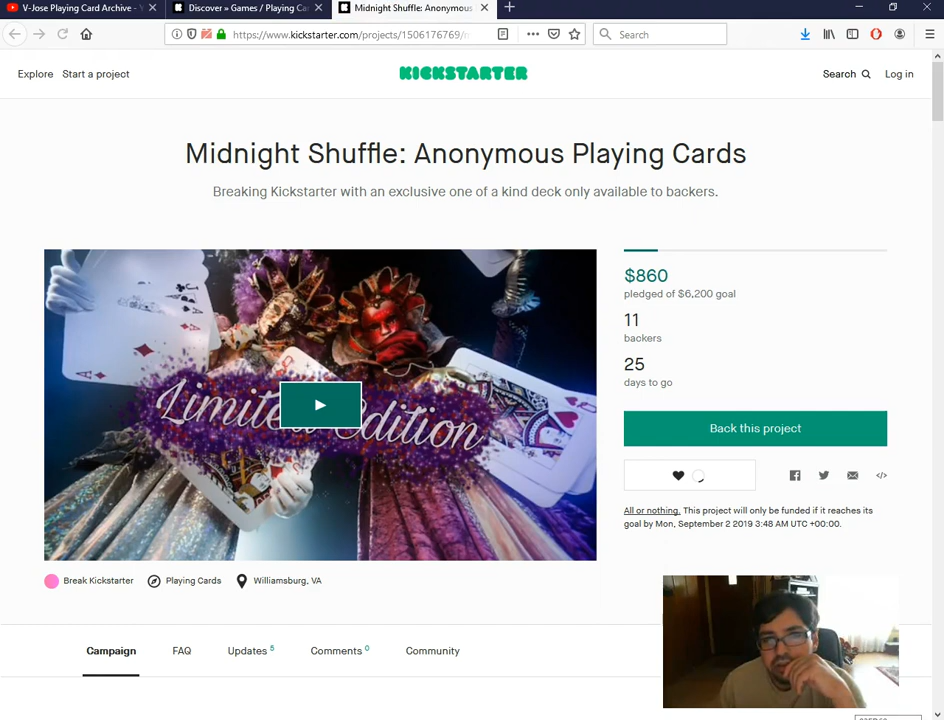 V-Jose Playing Card Archive -
Discover » Games / Playing Ca
Midnight Shuffle: Anonymous
https://www.kickstarter.com/projects/1506176769/
Search
Explore
Start a project
KICKSTARTER
Search
Log in
Midnight Shuffle: Anonymous Playing Cards
Breaking Kickstarter with an exclusive one of a kind deck only available to backers.
Limited Edition
$860
pledged of $6,200 goal
11
backers
25
days to go
Back this project
All or nothing. This project will only be funded if it reaches its
goal by Mon, September 2 2019 3:48 AM UTC +00:00.
Break Kickstarter
Playing Cards
Williamsburg, VA
Campaign
FAQ
Updates 5
Comments 0
Community